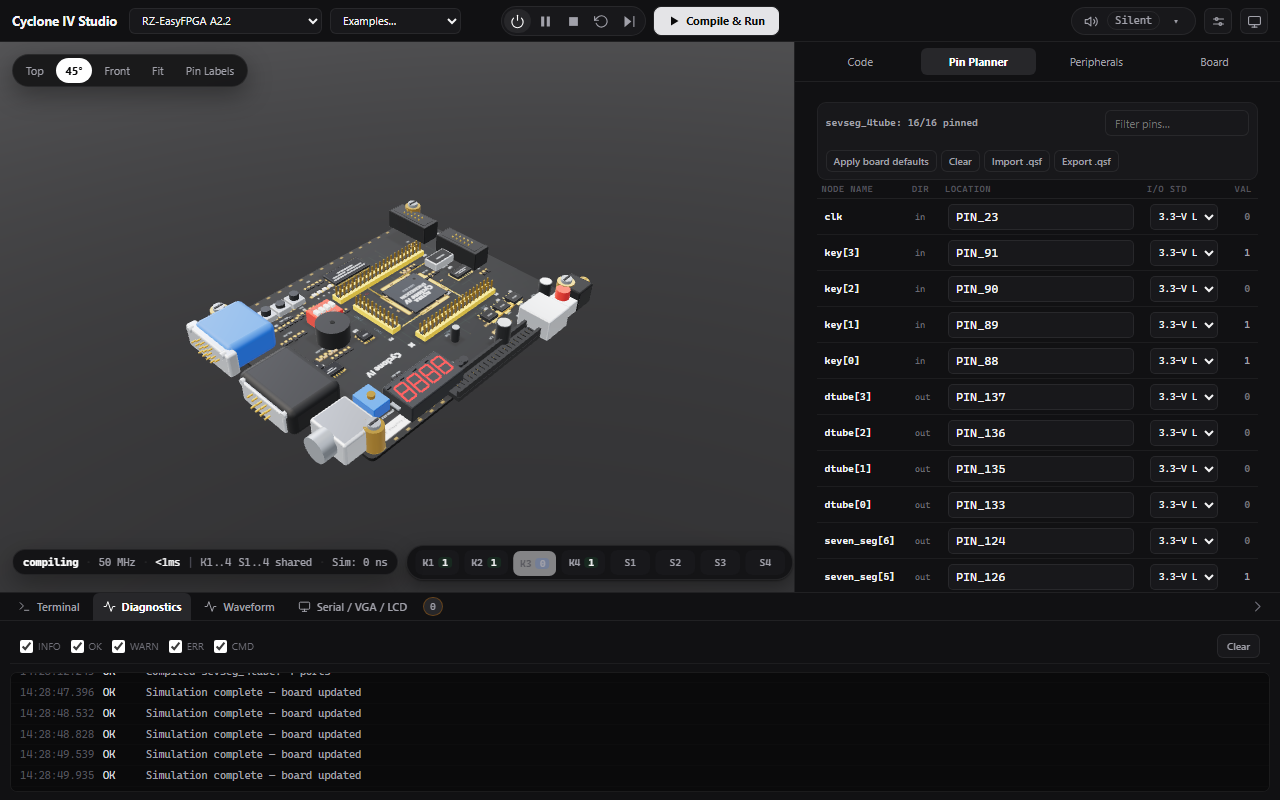 Cyclone IV Studio RZ-EasyFPGA A2.2 Examples... Compile & Run Silent
Top 45° Front Fit Pin Labels
Code Pin Planner Peripherals Board
sevseg_4tube: 16/16 pinned Filter pins...
Apply board defaults Clear Import .qsf Export .qsf
NODE NAME DIR LOCATION I/O STD VAL
clk in PIN_23 3.3-V L 0
key[3] in PIN_91 3.3-V L 1
key[2] in PIN_90 3.3-V L 0
key[1] in PIN_89 3.3-V L 1
key[0] in PIN_88 3.3-V L 1
dtube[3] out PIN_137 3.3-V L 0
dtube[2] out PIN_136 3.3-V L 0
dtube[1] out PIN_135 3.3-V L 0
dtube[0] out PIN_133 3.3-V L 0
seven_seg[6] out PIN_124 3.3-V L 0
seven_seg[5] out PIN_126 3.3-V L 1
Cyclone IV
8888
compiling · 50 MHz · <1ms | K1..4 S1..4 shared · Sim: 0 ns
K1 1 K2 1 K3 0 K4 1 S1 S2 S3 S4
Terminal Diagnostics Waveform Serial / VGA / LCD 0
INFO OK WARN ERR CMD Clear
14:28:47.396 OK Simulation complete — board updated
14:28:48.532 OK Simulation complete — board updated
14:28:48.828 OK Simulation complete — board updated
14:28:49.539 OK Simulation complete — board updated
14:28:49.935 OK Simulation complete — board updated